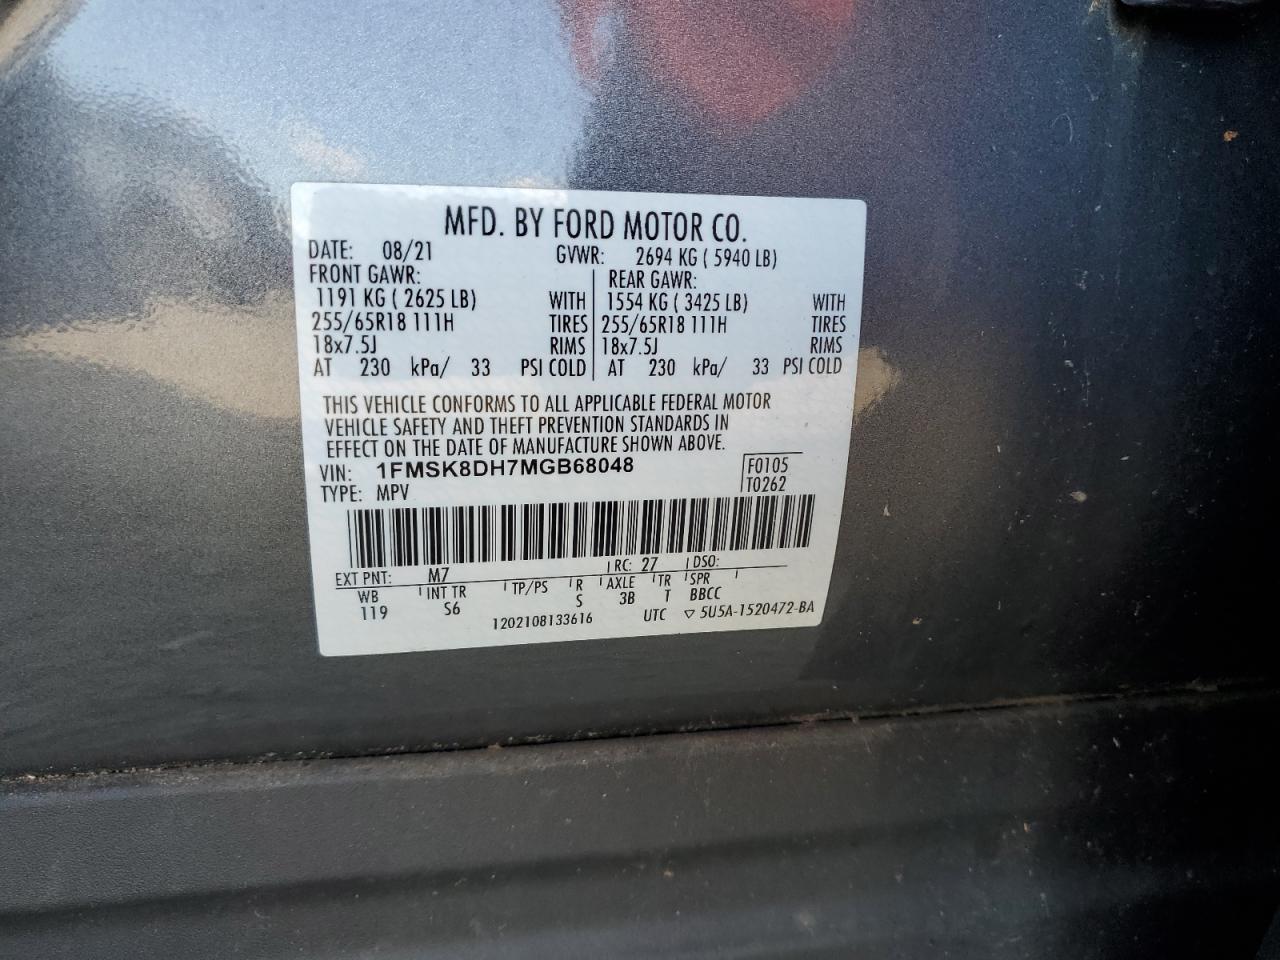 MFD. BY FORD MOTOR CO.
DATE: 08/21 GVWR: 2694 KG ( 5940 LB)
FRONT GAWR: REAR GAWR:
1191 KG ( 2625 LB) WITH 1554 KG ( 3425 LB) WITH
255/65R18 111H TIRES 255/65R18 111H TIRES
18x7.5J RIMS 18x7.5J RIMS
AT 230 kPa/ 33 PSI COLD AT 230 kPa/ 33 PSI COLD
THIS VEHICLE CONFORMS TO ALL APPLICABLE FEDERAL MOTOR
VEHICLE SAFETY AND THEFT PREVENTION STANDARDS IN
EFFECT ON THE DATE OF MANUFACTURE SHOWN ABOVE.
VIN: 1FMSK8DH7MGB68048 F0105
TYPE: MPV T0262
EXT PNT: M7 RC: 27 DSO:
WB INT TR TP/PS R AXLE TR SPR
119 S6 S 3B T BBCC
1202108133616 UTC ▽ 5U5A-1520472-BA